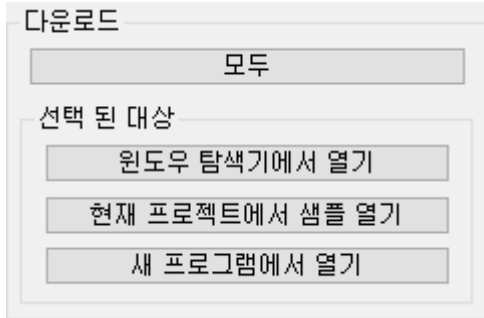 다운로드
모두
선택 된 대상
윈도우 탐색기에서 열기
현재 프로젝트에서 샘플 열기
새 프로그램에서 열기